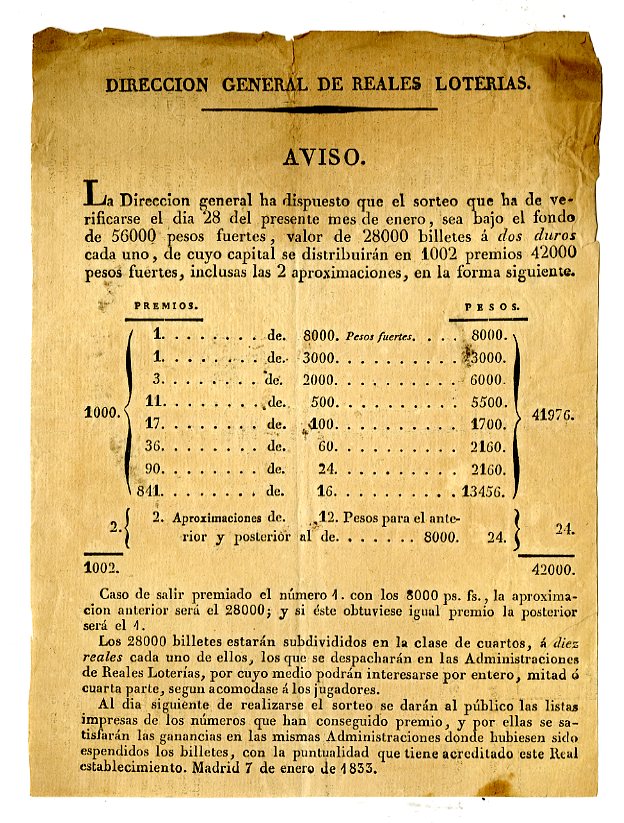 DIRECCION GENERAL DE REALES LOTERIAS.
AVISO.
La Direccion general ha dispuesto que el sorteo que ha de ve-
rificarse el dia 28 del presente mes de enero, sea bajo el fondo
de 56000 pesos fuertes, valor de 28000 billetes á dos duros
cada uno, de cuyo capital se distribuirán en 1002 premios 42000
pesos fuertes, inclusas las 2 aproximaciones, en la forma siguiente.
PREMIOS. PESOS.
1. . . . . . . . . de. 8000. Pesos fuertes. . . . 8000.
1. . . . . . . . . de. 3000. . . . . . . . . . . 3000.
3. . . . . . . . . de. 2000. . . . . . . . . . . 6000.
11. . . . . . . . de. 500. . . . . . . . . . . 5500.
1000. 17. . . . . . . . de. 100. . . . . . . . . . . 1700. 41976.
36. . . . . . . . de. 60. . . . . . . . . . . 2160.
90. . . . . . . . de. 24. . . . . . . . . . . 2160.
841. . . . . . . . de. 16. . . . . . . . . . . 13456.
2. 2. Aproximaciones de. 12. Pesos para el ante-
rior y posterior al de. . . . . . . 8000. 24. 24.
1002. 42000.
Caso de salir premiado el número 1. con los 8000 ps. fs., la aproxima-
cion anterior será el 28000; y si éste obtuviese igual premio la posterior
será el 1.
Los 28000 billetes estarán subdivididos en la clase de cuartos, á diez
reales cada uno de ellos, los que se despacharán en las Administraciones
de Reales Loterías, por cuyo medio podrán interesarse por entero, mitad ó
cuarta parte, segun acomodase á los jugadores.
Al dia siguiente de realizarse el sorteo se darán al público las listas
impresas de los números que han conseguido premio, y por ellas se sa-
tisfarán las ganancias en las mismas Administraciones donde hubiesen sido
espendidos los billetes, con la puntualidad que tiene acreditado este Real
establecimiento. Madrid 7 de enero de 1833.